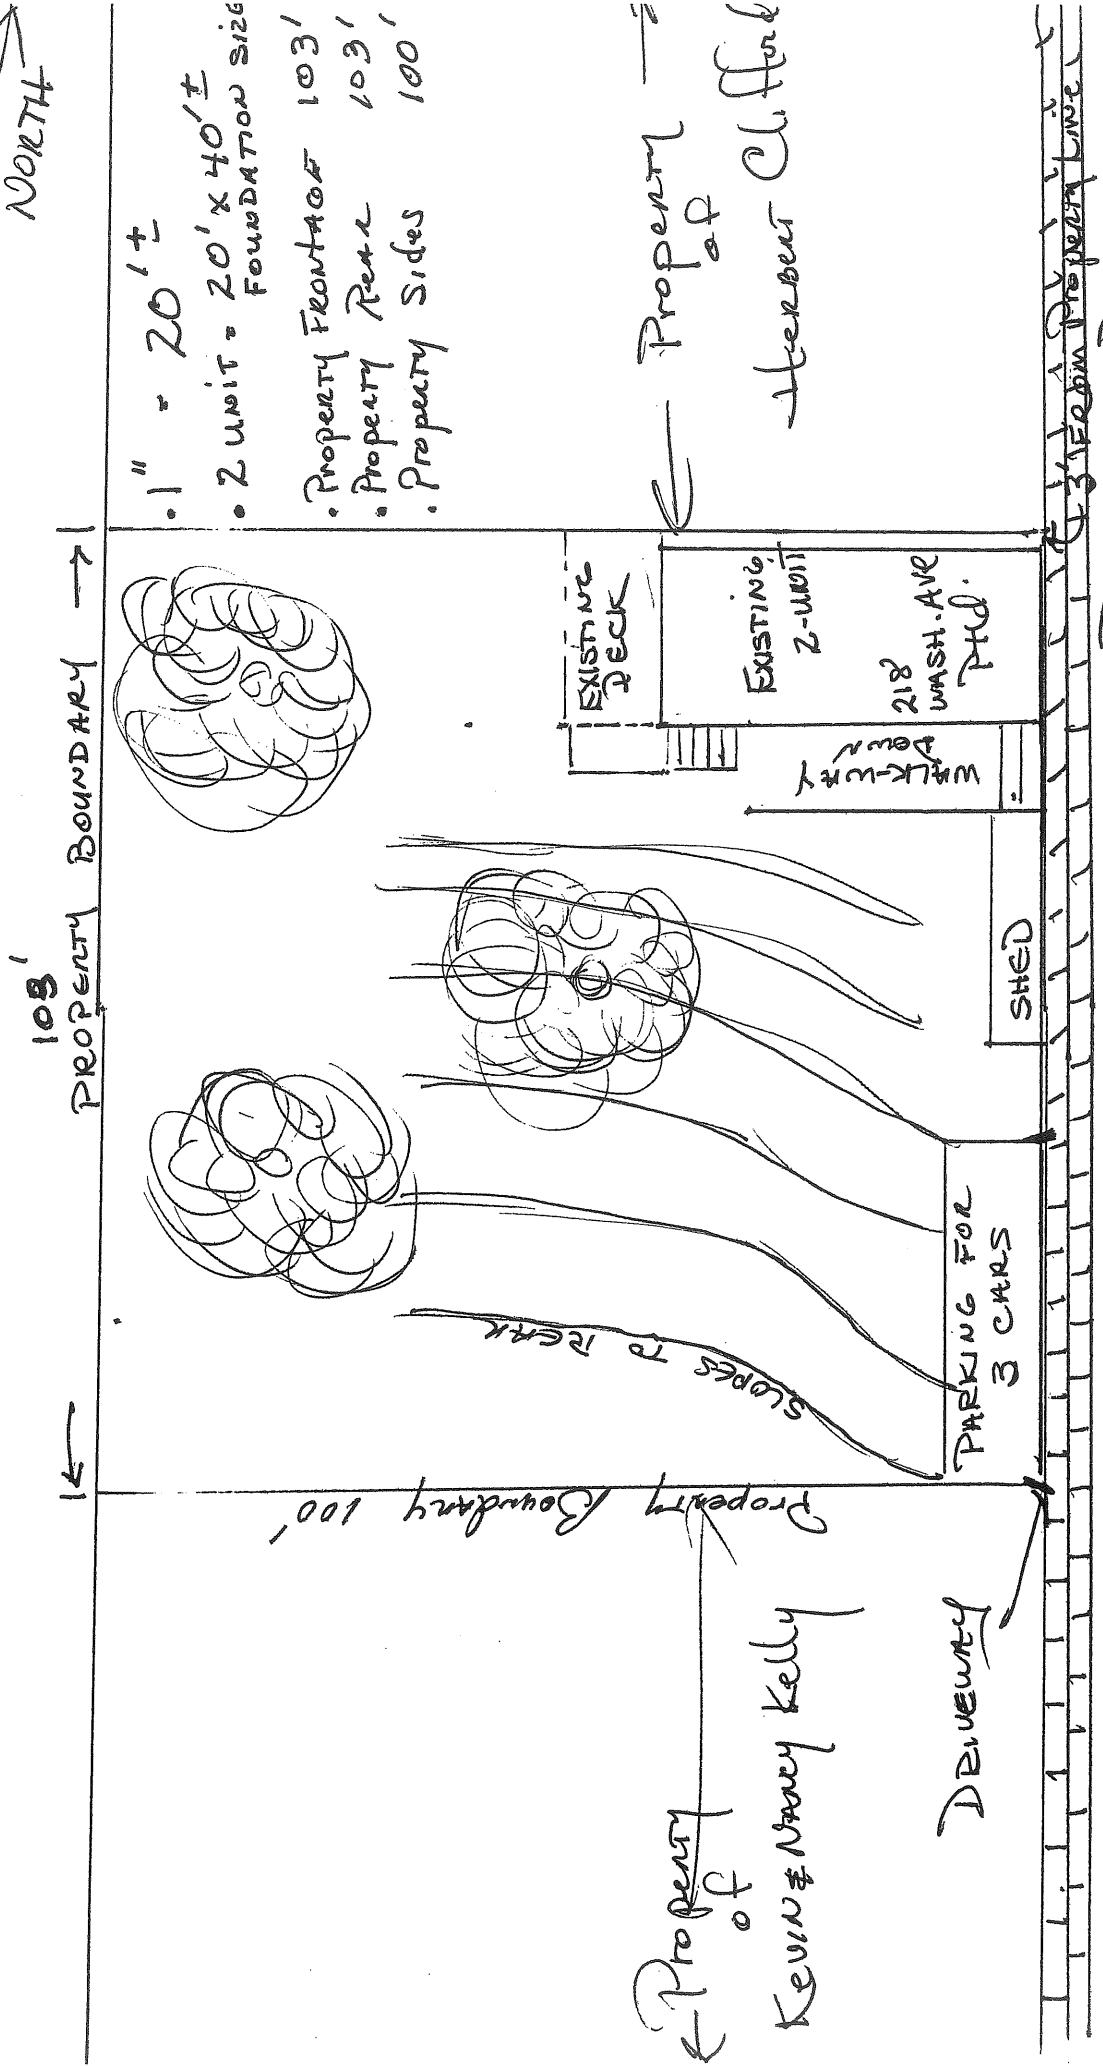 NORTH
103'
PROPERTY BOUNDARY
• 1" = 20'±
• 2 UNIT = 20' x 40'±
FOUNDATION SIZE
• PROPERTY FRONTAGE 103'
• PROPERTY REAR 103'
• PROPERTY SIDES 100'
PROPERTY
OF
HERBERT Clifford
EXISTING
DECK
EXISTING
2-UNIT
218
WASH. AVE
WALK-WAY
DOWN
SHED
PARKING FOR
3 CARS
SLOPES TO REAR
PROPERTY BOUNDARY 100'
PROPERTY
OF
KEVIN & NANCY KELLY
DRIVEWAY
3' FROM PROPERTY LINE